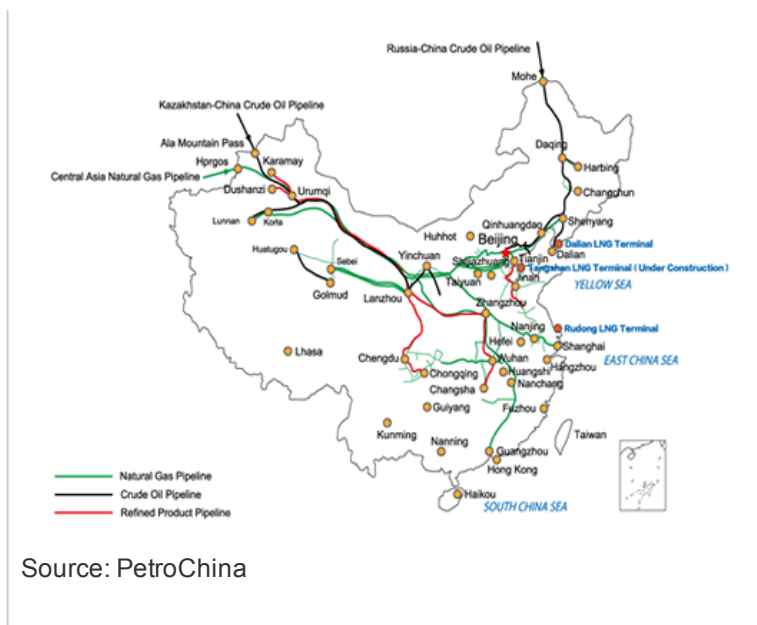 Russia-China Crude Oil Pipeline
Mohe
Kazakhstan-China Crude Oil Pipeline
Ala Mountain Pass
Hprgos
Karamay
Central Asia Natural Gas Pipeline
Dushanzi
Urumqi
Lunnan
Korla
Daqing
Harbing
Changchun
Qinhuangdao
Shenyang
Huhhot
Beijing
Dalian LNG Terminal
Dalian
Huatugou
Sebei
Yinchuan
Shijiazhuang
Tianjin
Tangshan LNG Terminal ( Under Construction )
Taiyuan
Jinan
YELLOW SEA
Golmud
Lanzhou
Zhangzhou
Nanjing
Rudong LNG Terminal
Hefei
Shanghai
Lhasa
Chengdu
Wuhan
EAST CHINA SEA
Hangzhou
Chongqing
Huangshi
Changsha
Nanchang
Guiyang
Fuzhou
Kunming
Nanning
Taiwan
Guangzhou
Hong Kong
Haikou
SOUTH CHINA SEA
Natural Gas Pipeline
Crude Oil Pipeline
Refined Product Pipeline
Source: PetroChina